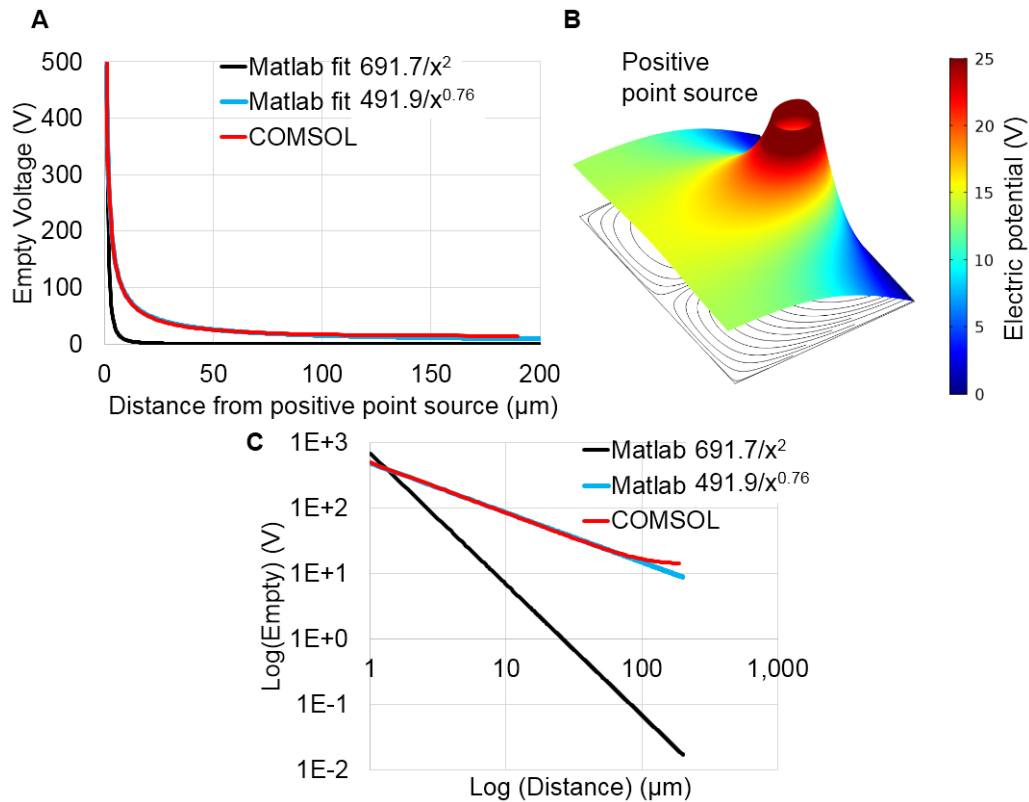 A
Empty Voltage (V)
500
400
300
200
100
0
0 50 100 150 200
Distance from positive point source (µm)
Matlab fit 691.7/x²
Matlab fit 491.9/x⁰·⁷⁶
COMSOL
B
Positive
point source
25
20
15
10
5
0
Electric potential (V)
C
Log(Empty) (V)
1E+3
1E+2
1E+1
1E+0
1E-1
1E-2
1 10 100 1,000
Log (Distance) (µm)
Matlab 691.7/x²
Matlab 491.9/x⁰·⁷⁶
COMSOL